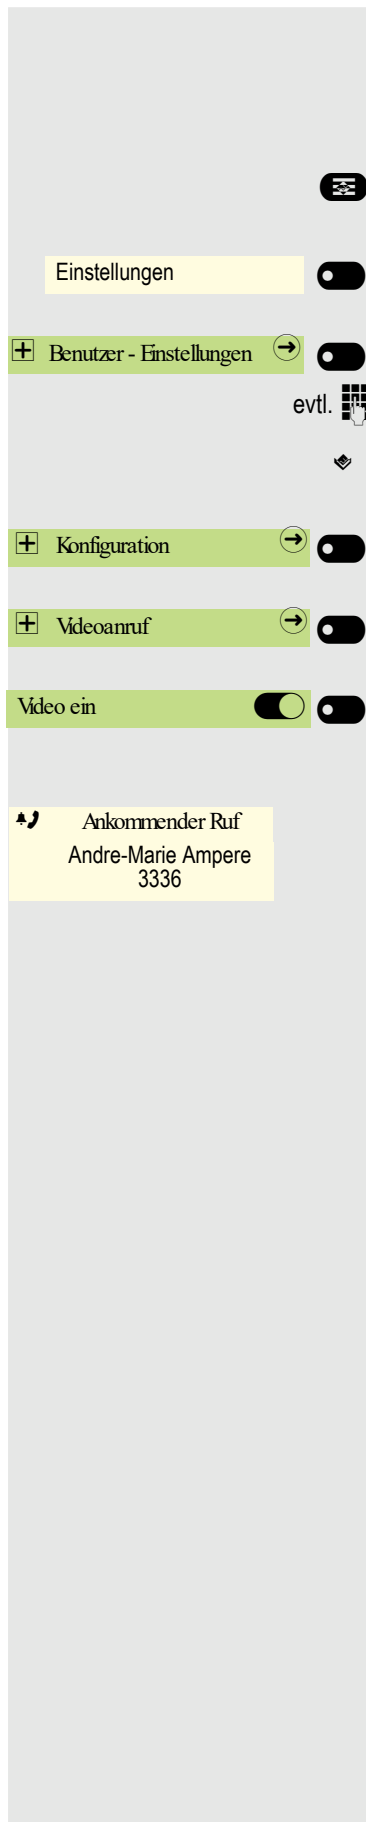 Einstellungen
Benutzer - Einstellungen
evtl.
Konfiguration
Videoanruf
Video ein
Ankommender Ruf
Andre-Marie Ampere
3336